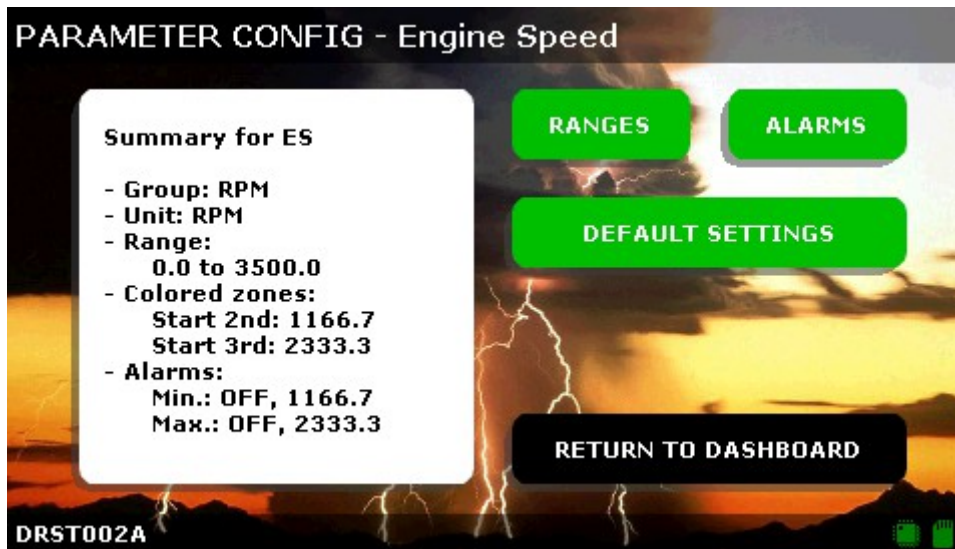 PARAMETER CONFIG - Engine Speed
Summary for ES
- Group: RPM
- Unit: RPM
- Range:
0.0 to 3500.0
- Colored zones:
Start 2nd: 1166.7
Start 3rd: 2333.3
- Alarms:
Min.: OFF, 1166.7
Max.: OFF, 2333.3
RANGES
ALARMS
DEFAULT SETTINGS
RETURN TO DASHBOARD
DRST002A